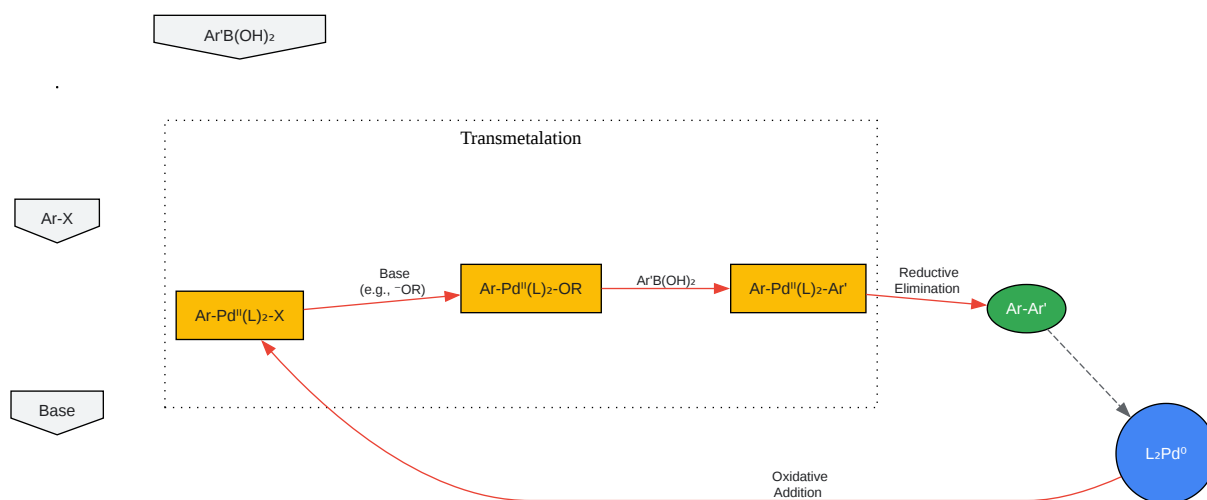 Ar'B(OH)₂
Transmetalation
Ar-X
Base
(e.g., ⁻OR)
Ar-Pdᴵᴵ(L)₂-OR
Ar'B(OH)₂
Ar-Pdᴵᴵ(L)₂-Ar'
Reductive
Elimination
Ar-Pdᴵᴵ(L)₂-X
Ar-Ar'
Base
L₂Pd⁰
Oxidative
Addition